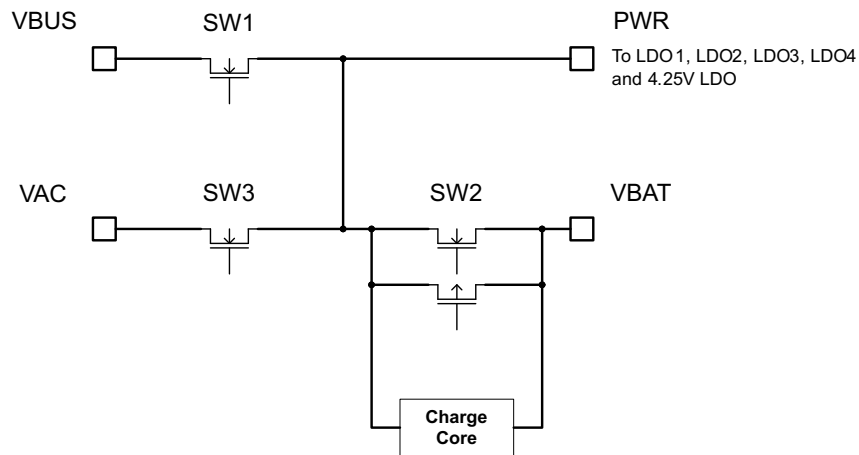 VBUS
SW1
PWR
To LDO1, LDO2, LDO3, LDO4
and 4.25V LDO
VAC
SW3
SW2
VBAT
Charge
Core